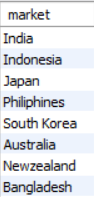 market
India
Indonesia
Japan
Philiphines
South Korea
Australia
Newzealand
Bangladesh